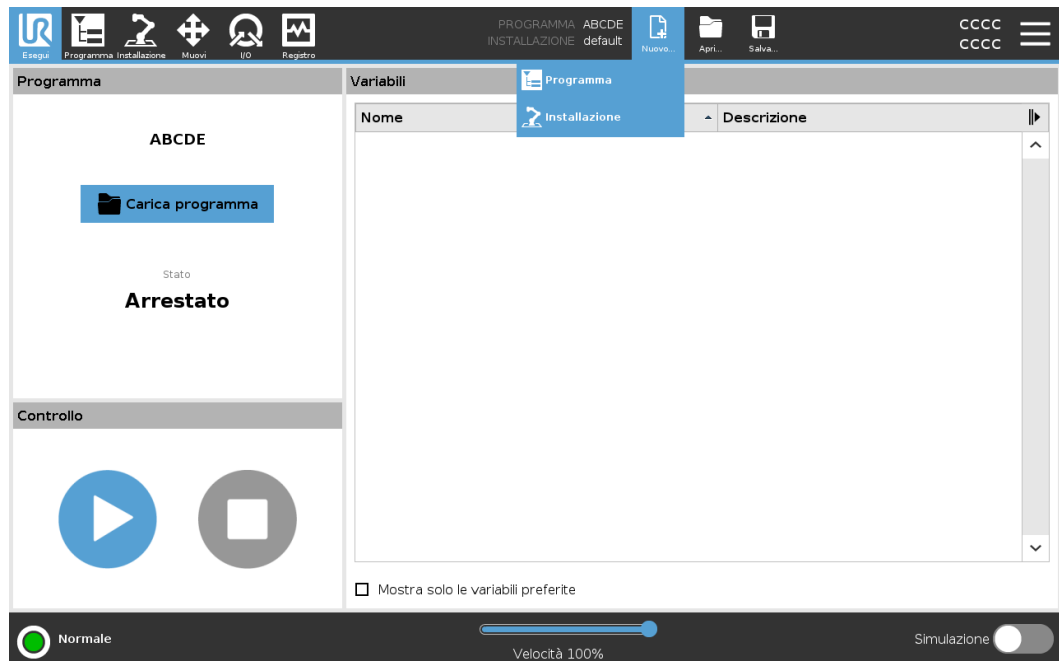 Esegui
Programma
Installazione
Muovi
I/O
Registro
PROGRAMMA ABCDE
INSTALLAZIONE default
Nuovo...
Apri...
Salva...
CCCC
CCCC
Programma
Installazione
Programma
ABCDE
Carica programma
Stato
Arrestato
Variabili
Nome
Descrizione
Controllo
Mostra solo le variabili preferite
Normale
Velocità 100%
Simulazione